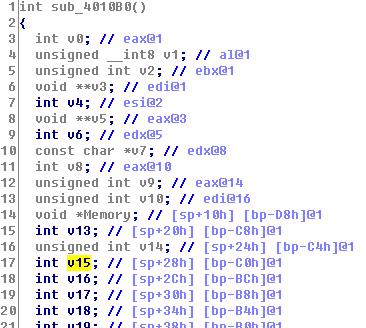 1 int sub_4010B0()
2 {
3 int v0; // eax@1
4 unsigned __int8 v1; // al@1
5 unsigned int v2; // ebx@1
6 void **v3; // edi@1
7 int v4; // esi@2
8 void **v5; // eax@3
9 int v6; // edx@5
10 const char *v7; // edx@8
11 int v8; // eax@10
12 unsigned int v9; // eax@14
13 unsigned int v10; // edi@16
14 void *Memory; // [sp+10h] [bp-D8h]@1
15 int v13; // [sp+20h] [bp-C8h]@1
16 unsigned int v14; // [sp+24h] [bp-C4h]@1
17 int v15; // [sp+28h] [bp-C0h]@1
18 int v16; // [sp+2Ch] [bp-BCh]@1
19 int v17; // [sp+30h] [bp-B8h]@1
20 int v18; // [sp+34h] [bp-B4h]@1
21 int v19; // [sp+38h] [bp-B0h]@1